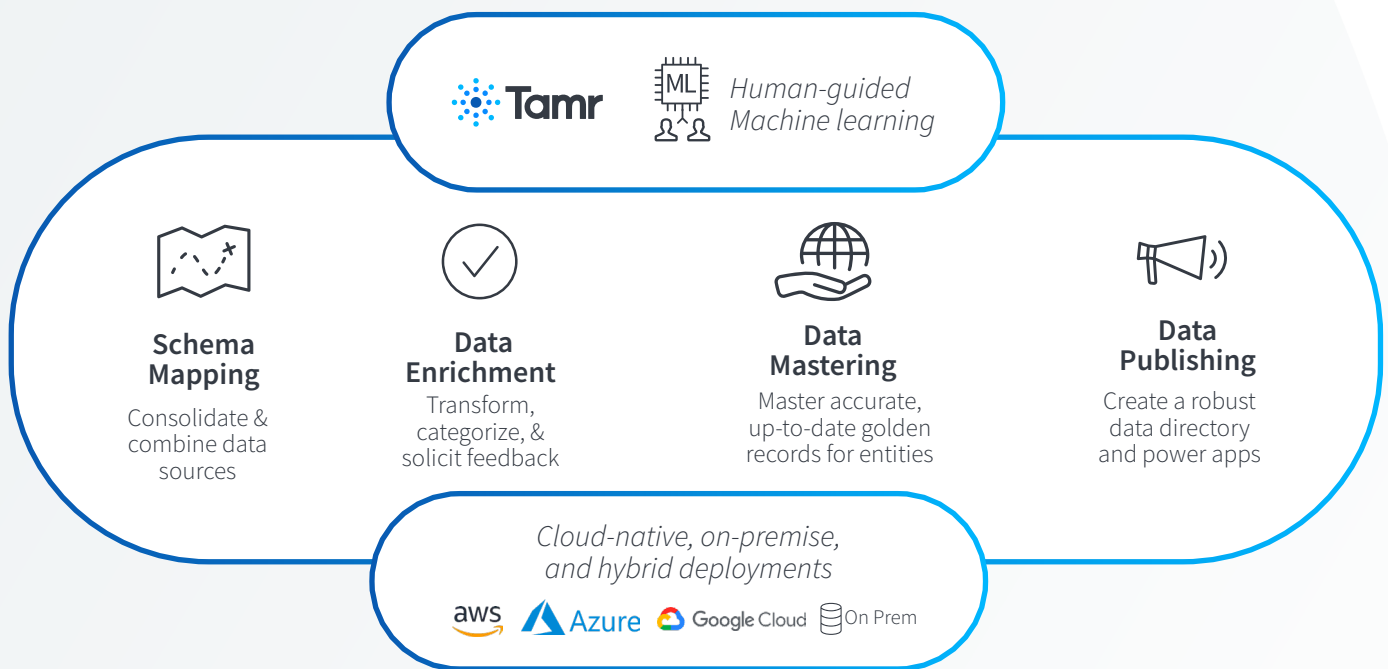 Tamr
ML
Human-guided
Machine learning
Schema
Mapping
Consolidate &
combine data
sources
Data
Enrichment
Transform,
categorize, &
solicit feedback
Data
Mastering
Master accurate,
up-to-date golden
records for entities
Data
Publishing
Create a robust
data directory
and power apps
Cloud-native, on-premise,
and hybrid deployments
aws
Azure
Google Cloud
On Prem